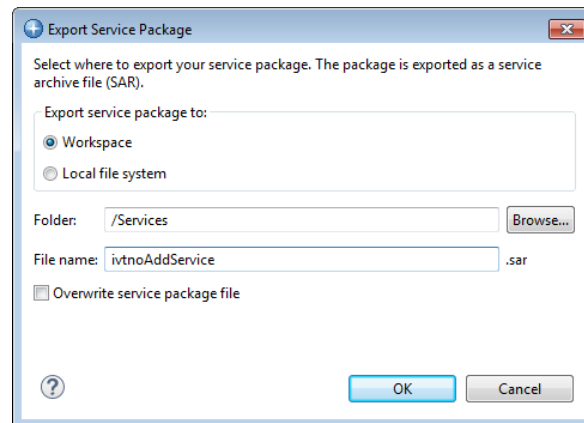 Export Service Package
Select where to export your service package. The package is exported as a service
archive file (SAR).
Export service package to:
Workspace
Local file system
Folder: /Services Browse...
File name: ivtnoAddService .sar
Overwrite service package file
? OK Cancel